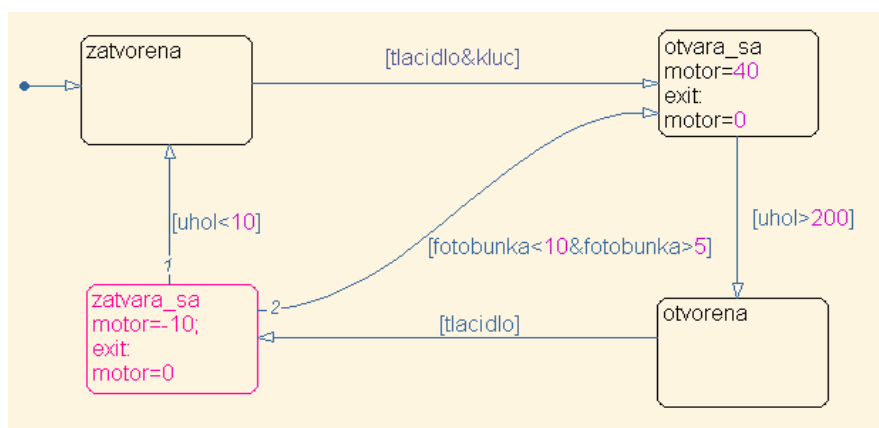 zatvorena
[tlacidlo&kluc]
otvara_sa
motor=40
exit:
motor=0
[uhol<10]
[fotobunka<10&fotobunka>5]
[uhol>200]
1
zatvara_sa
motor=-10;
exit:
motor=0
2
[tlacidlo]
otvorena